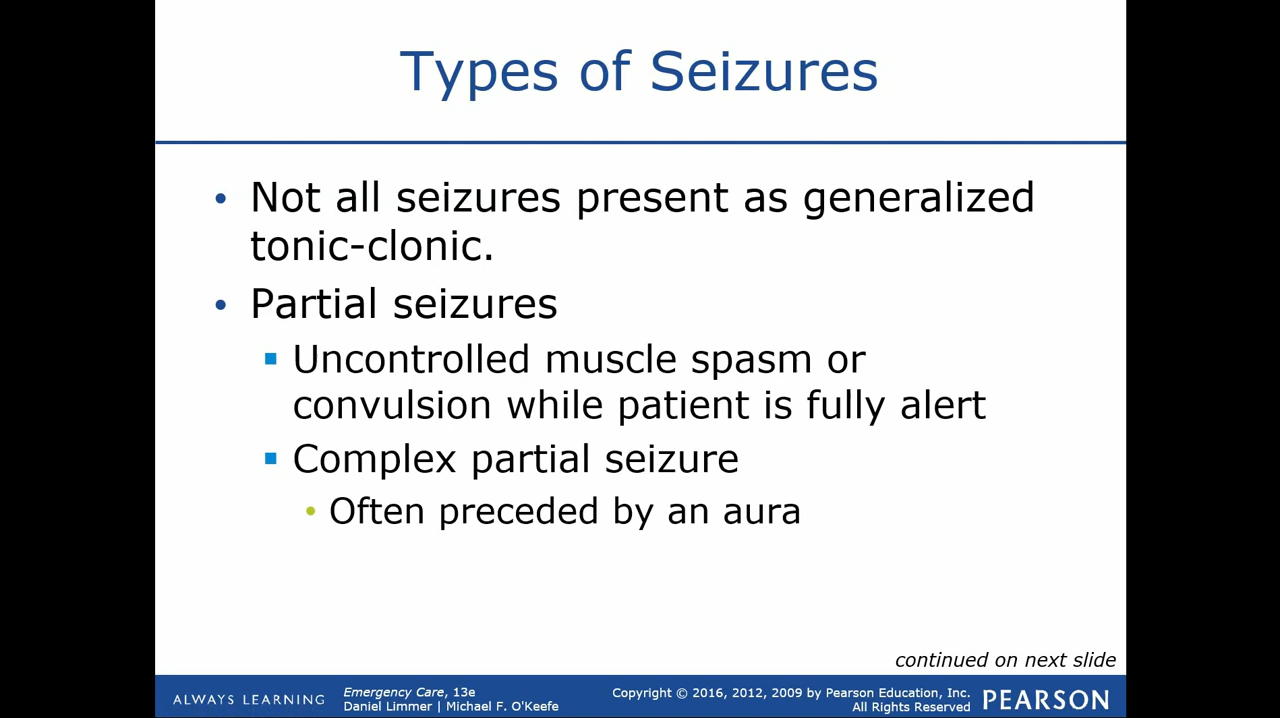 Types of Seizures
• Not all seizures present as generalized
tonic-clonic.
• Partial seizures
▪ Uncontrolled muscle spasm or
convulsion while patient is fully alert
▪ Complex partial seizure
• Often preceded by an aura
continued on next slide
ALWAYS LEARNING
Emergency Care, 13e
Daniel Limmer | Michael F. O'Keefe
Copyright © 2016, 2012, 2009 by Pearson Education, Inc.
All Rights Reserved
PEARSON